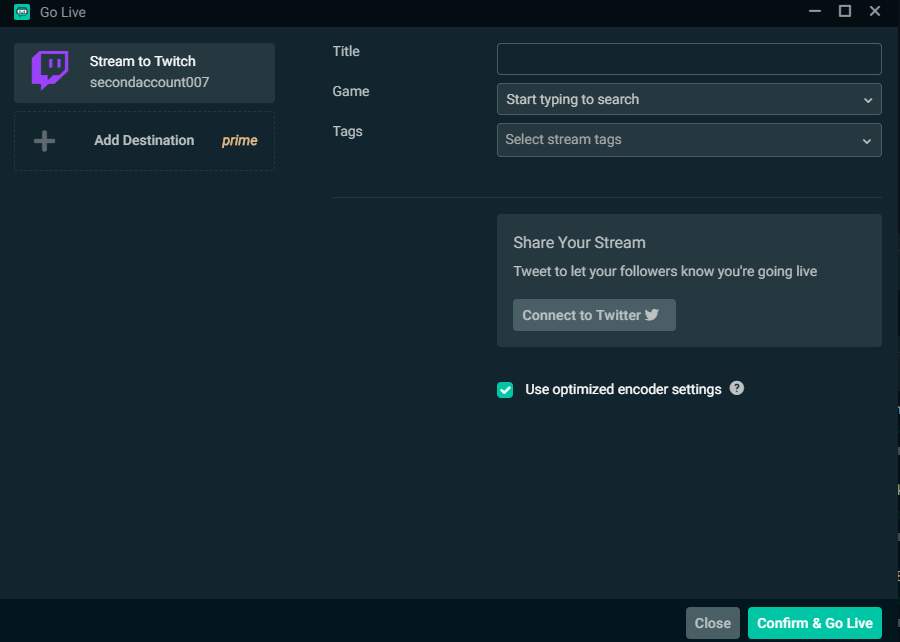 Go Live
Stream to Twitch
secondaccount007
Add Destination prime
Title
Game
Start typing to search
Tags
Select stream tags
Share Your Stream
Tweet to let your followers know you're going live
Connect to Twitter
Use optimized encoder settings ?
Close
Confirm & Go Live